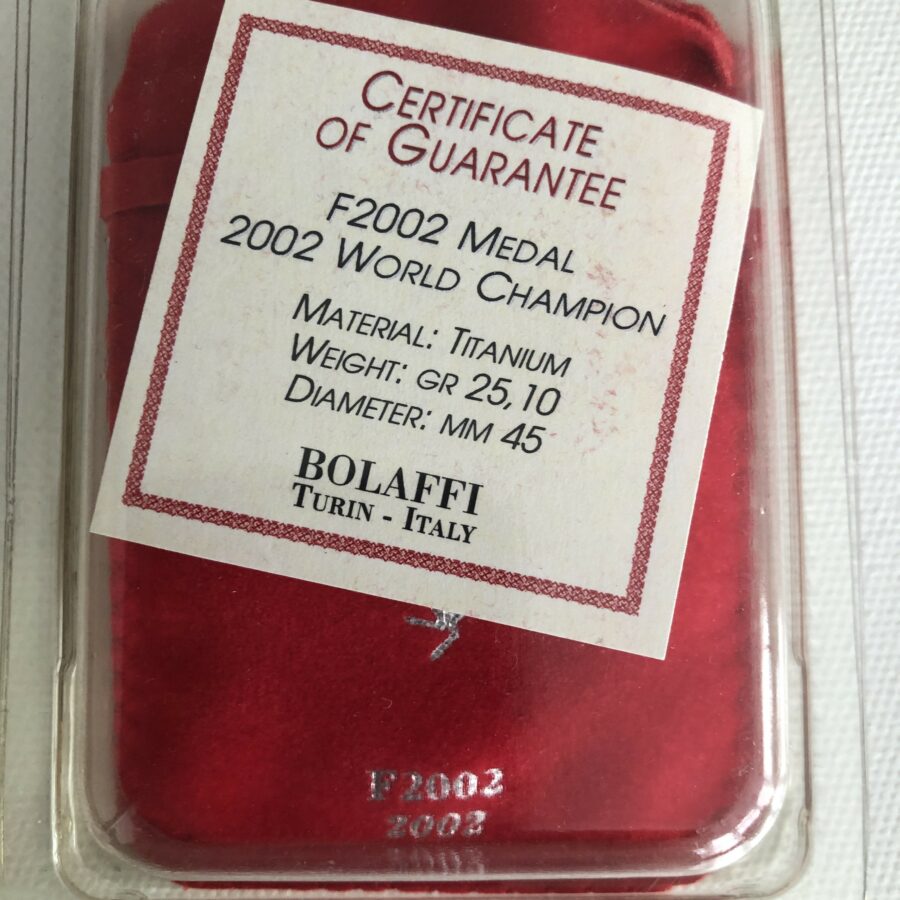 CERTIFICATE
OF GUARANTEE
F2002 MEDAL
2002 WORLD CHAMPION
MATERIAL: TITANIUM
WEIGHT: GR 25,10
DIAMETER: MM 45
BOLAFFI
TURIN - ITALY
F2002
2002